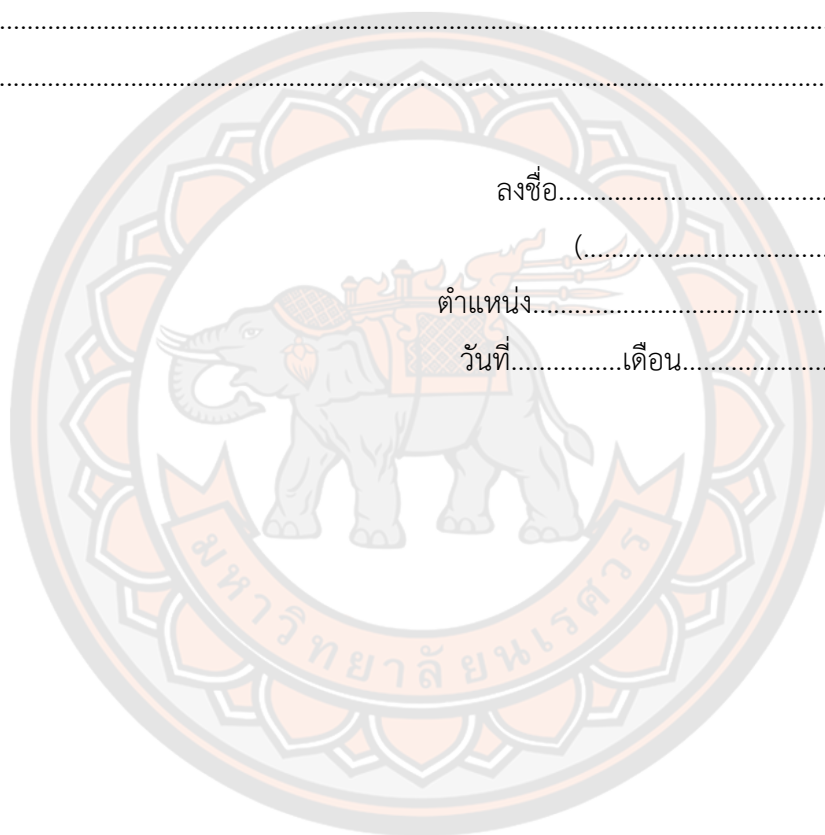 ................................................................................................................
................................................................................................................
ลงชื่อ....................................
(....................................
ตำแหน่ง..........................................
วันที่................เดือน.....................
มหาวิทยาลัยนเรศวร